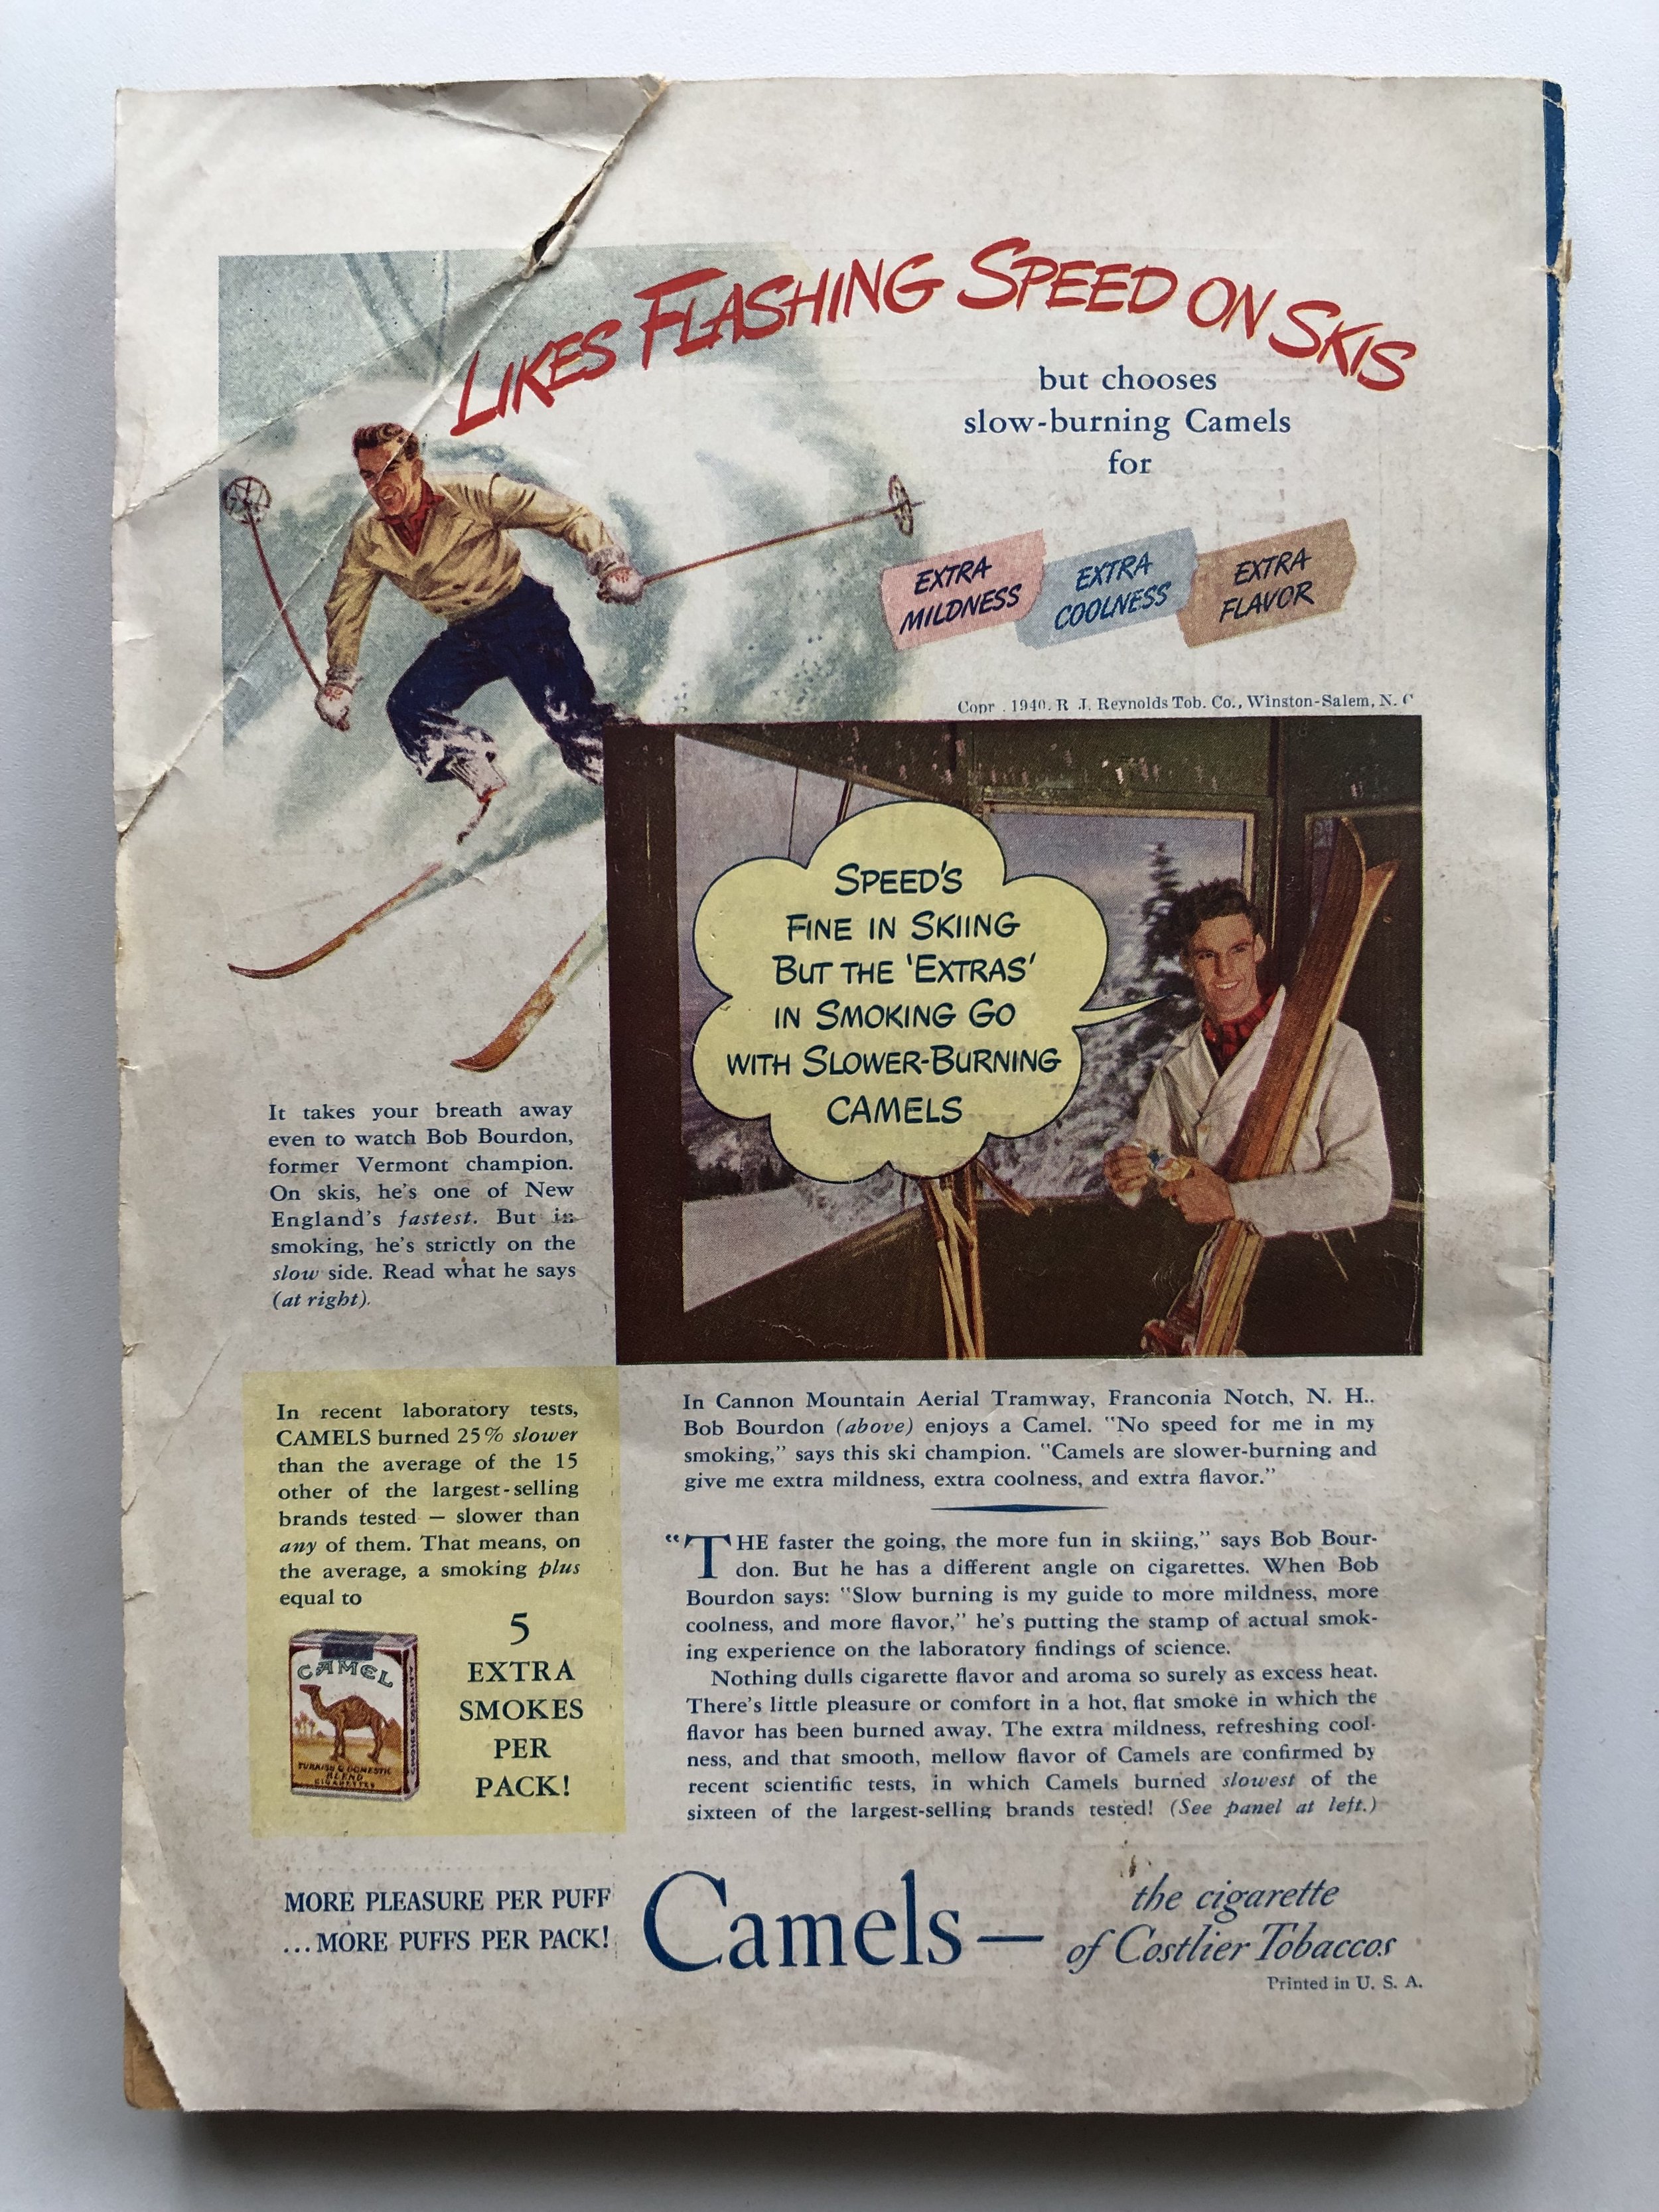 LIKES FLASHING SPEED ON SKIS
but chooses
slow-burning Camels
for
EXTRA
MILDNESS
EXTRA
COOLNESS
EXTRA
FLAVOR
Copr. 1940, R. J. Reynolds Tob. Co., Winston-Salem, N. C
SPEED'S
FINE IN SKIING
BUT THE 'EXTRAS'
IN SMOKING GO
WITH SLOWER-BURNING
CAMELS
It takes your breath away
even to watch Bob Bourdon,
former Vermont champion.
On skis, he's one of New
England's fastest. But in
smoking, he's strictly on the
slow side. Read what he says
(at right).
In recent laboratory tests,
CAMELS burned 25% slower
than the average of the 15
other of the largest-selling
brands tested — slower than
any of them. That means, on
the average, a smoking plus
equal to
5
EXTRA
SMOKES
PER
PACK!
CAMEL
TURKISH & DOMESTIC
BLEND
CIGARETTES
In Cannon Mountain Aerial Tramway, Franconia Notch, N. H.,
Bob Bourdon (above) enjoys a Camel. "No speed for me in my
smoking," says this ski champion. "Camels are slower-burning and
give me extra mildness, extra coolness, and extra flavor."
"THE faster the going, the more fun in skiing," says Bob Bour-
don. But he has a different angle on cigarettes. When Bob
Bourdon says: "Slow burning is my guide to more mildness, more
coolness, and more flavor," he's putting the stamp of actual smok-
ing experience on the laboratory findings of science.
Nothing dulls cigarette flavor and aroma so surely as excess heat.
There's little pleasure or comfort in a hot, flat smoke in which the
flavor has been burned away. The extra mildness, refreshing cool-
ness, and that smooth, mellow flavor of Camels are confirmed by
recent scientific tests, in which Camels burned slowest of the
sixteen of the largest-selling brands tested! (See panel at left.)
MORE PLEASURE PER PUFF
...MORE PUFFS PER PACK!
Camels—
the cigarette
of Costlier Tobaccos
Printed in U. S. A.